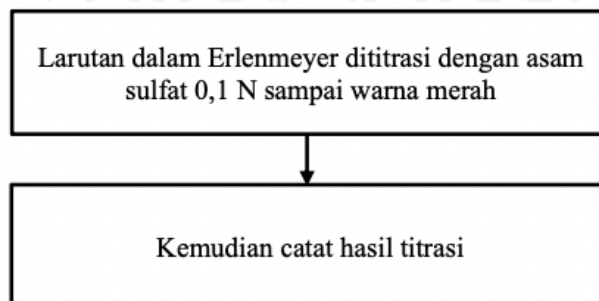 Larutan dalam Erlenmeyer dititrasi dengan asam
sulfat 0,1 N sampai warna merah
Kemudian catat hasil titrasi